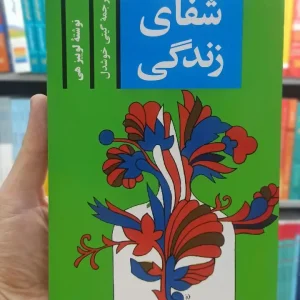 شفای
زندگی
نوشتهٔ لوییز هی
ترجمهٔ گیتی خوشدل